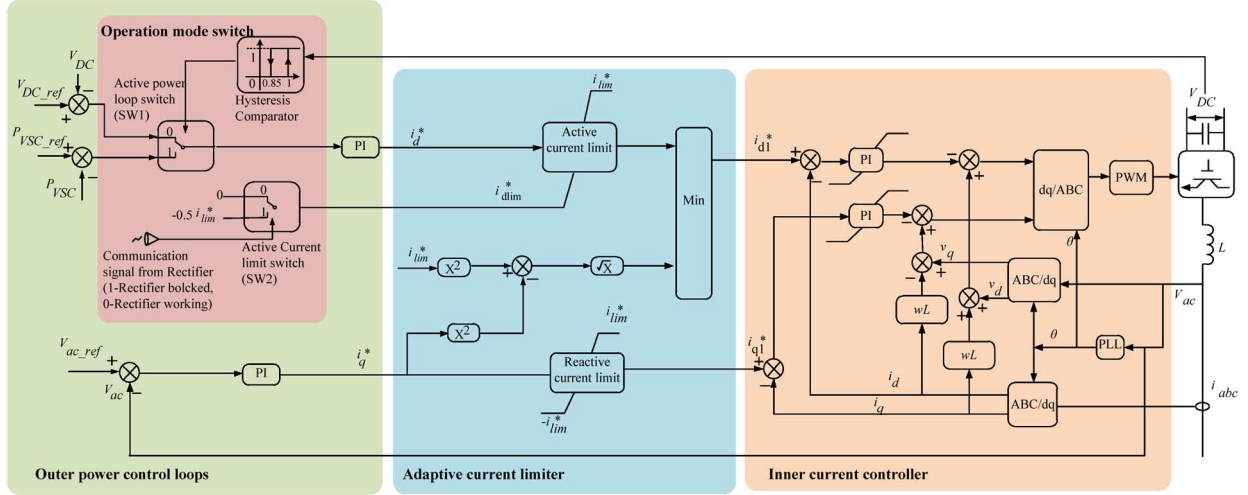 Operation mode switch
V_DC
V_DC_ref
-
+
Active power
loop switch
(SW1)
1
0 0.85 1
Hysteresis
Comparator
P_VSC_ref
+
-
P_VSC
0
1
PI
i_d^*
i_lim^*
Active
current limit
i_dlim
Min
0
0
-0.5 i_lim^*
1
Communication
signal from Rectifier
(1-Rectifier bolcked,
0-Rectifier working)
Active Current
limit switch
(SW2)
i_lim^*
X²
+
-
√X
X²
i_lim^*
V_ac_ref
+
V_ac
-
PI
i_q^*
Reactive
current limit
-i_lim^*
i_d1^*
+
-
PI
-
+
dq/ABC
PWM
V_DC
PI
-
+
θ
L
v_q
-
+
ABC/dq
V_ac
v_d
+
+
wL
wL
θ
PLL
i_q1^*
+
-
i_d
i_q
ABC/dq
i_abc
Outer power control loops
Adaptive current limiter
Inner current controller